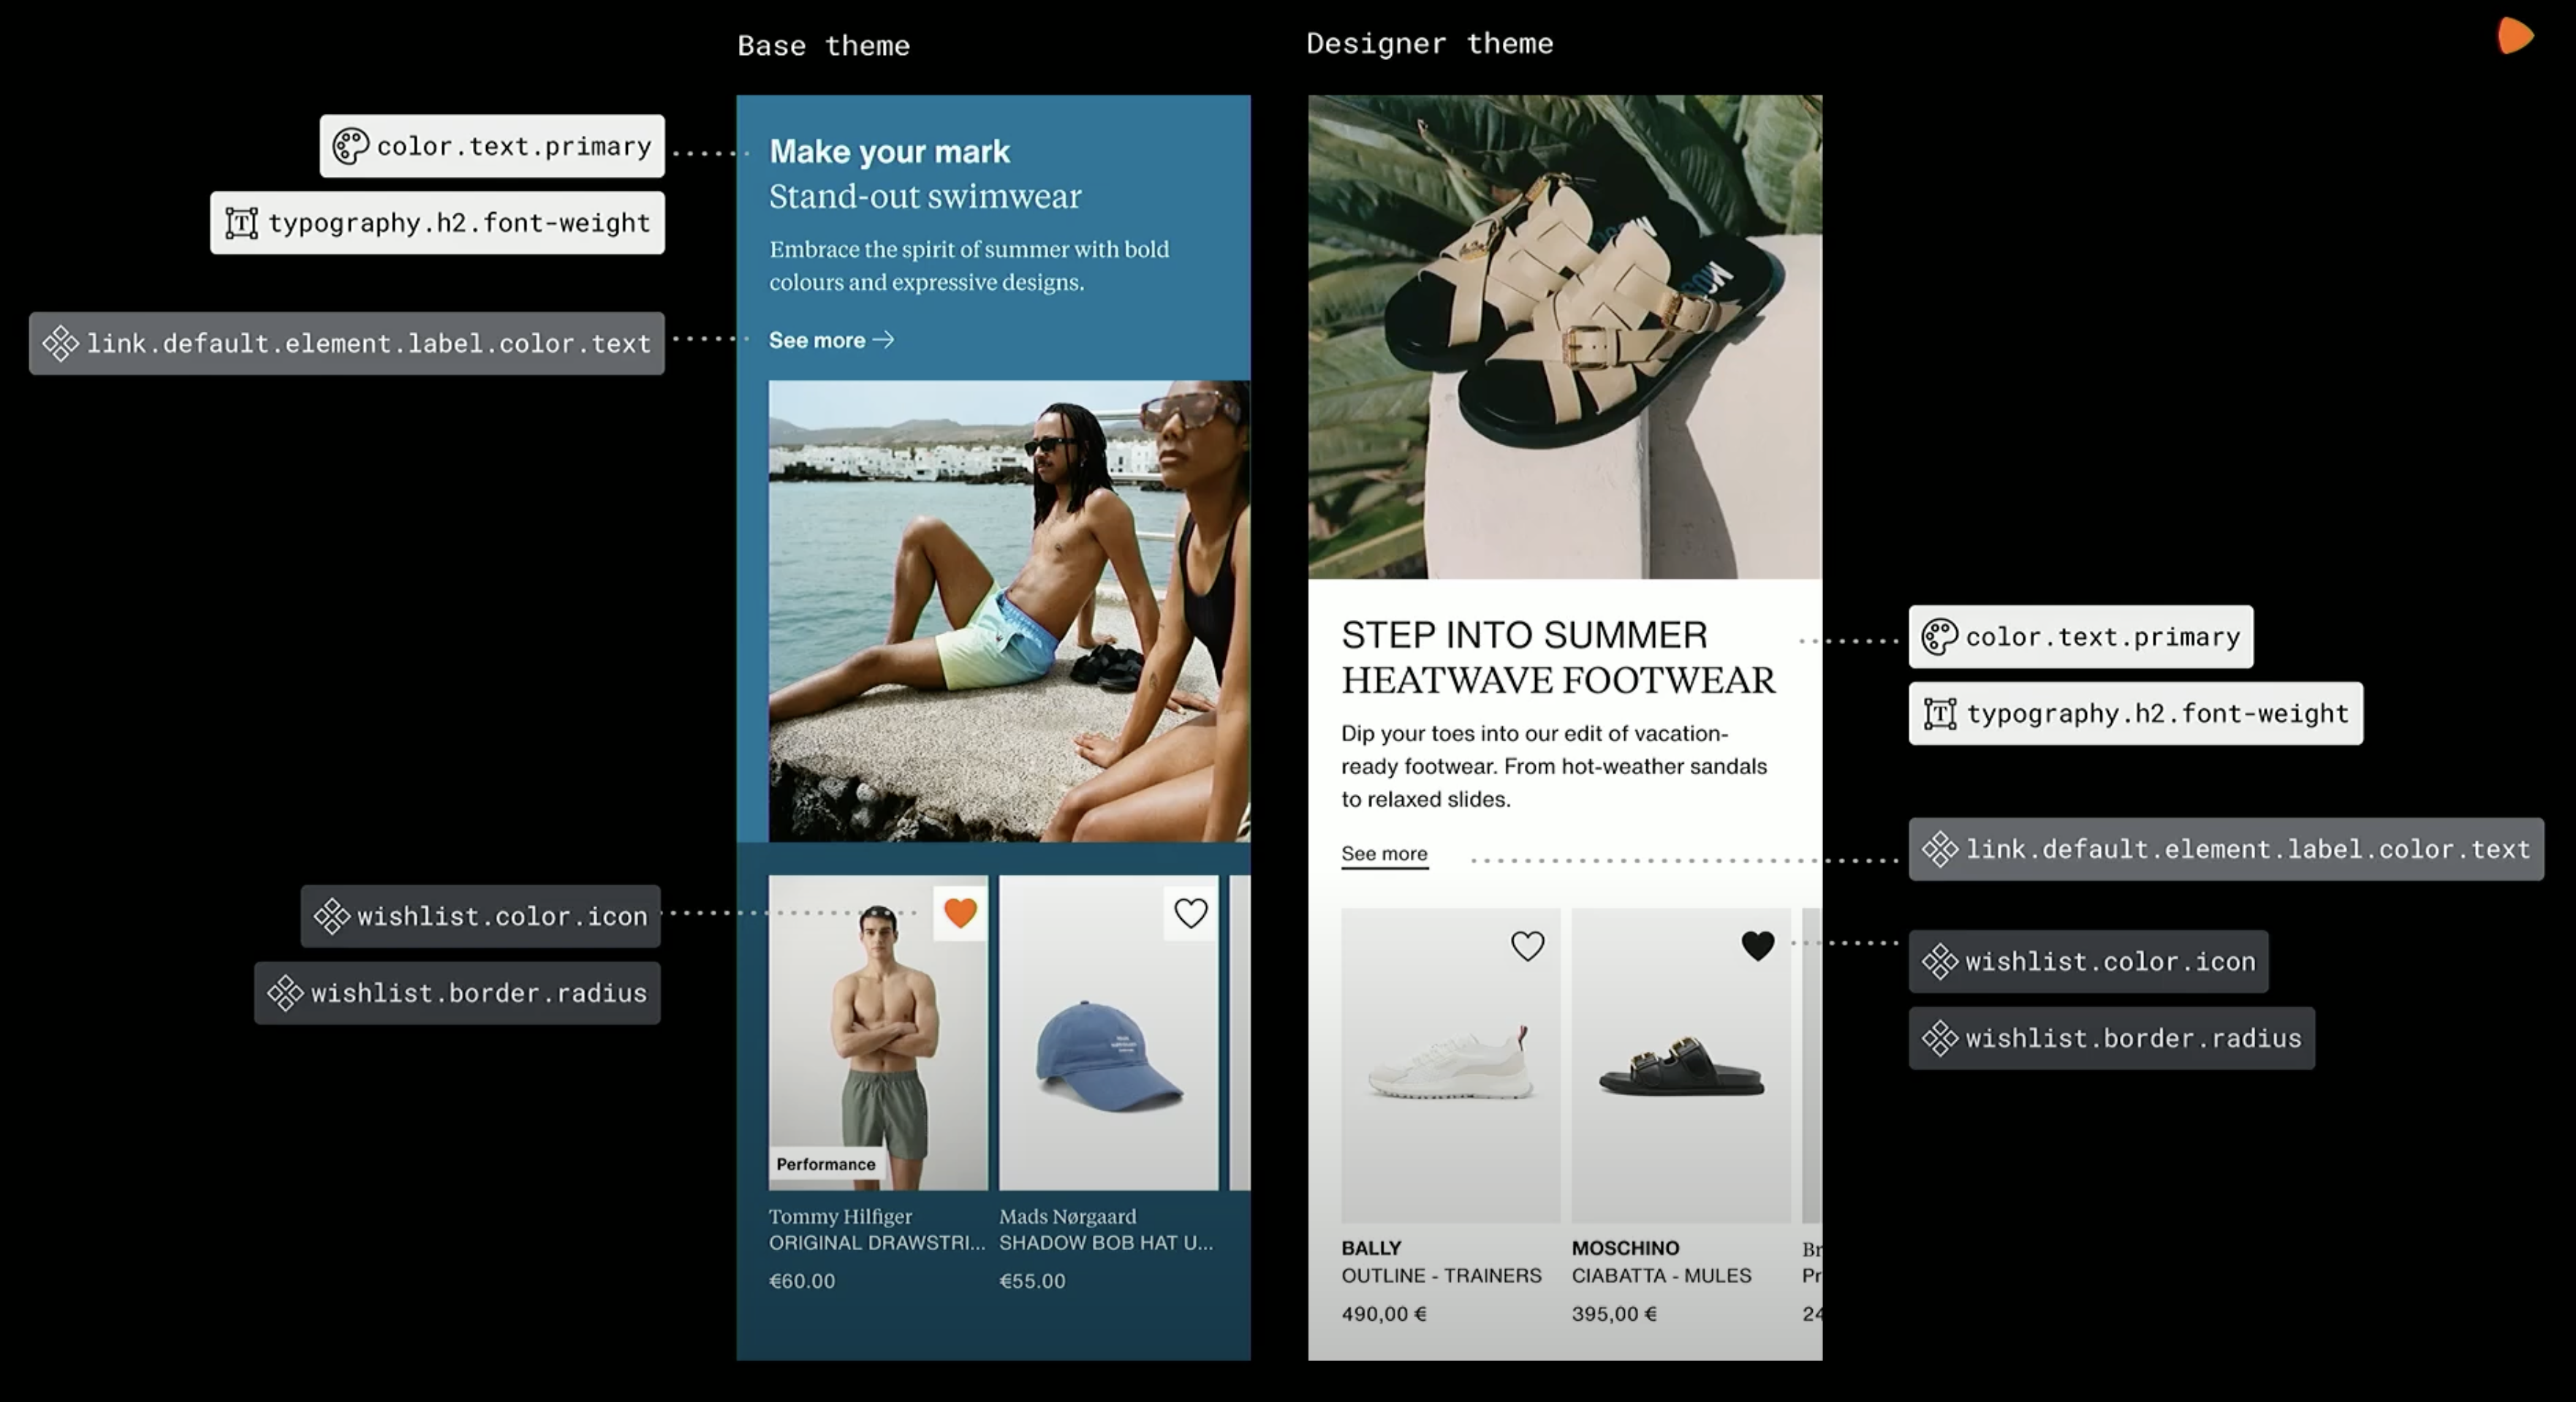 Base theme
Designer theme
color.text.primary
typography.h2.font-weight
link.default.element.label.color.text
wishlist.color.icon
wishlist.border.radius
Make your mark
Stand-out swimwear
Embrace the spirit of summer with bold
colours and expressive designs.
See more →
Performance
Tommy Hilfiger
ORIGINAL DRAWSTRI...
€60.00
Mads Nørgaard
SHADOW BOB HAT U...
€55.00
STEP INTO SUMMER
HEATWAVE FOOTWEAR
Dip your toes into our edit of vacation-
ready footwear. From hot-weather sandals
to relaxed slides.
See more
BALLY
OUTLINE - TRAINERS
490,00 €
MOSCHINO
CIABATTA - MULES
395,00 €
Br
Pr
24
color.text.primary
typography.h2.font-weight
link.default.element.label.color.text
wishlist.color.icon
wishlist.border.radius